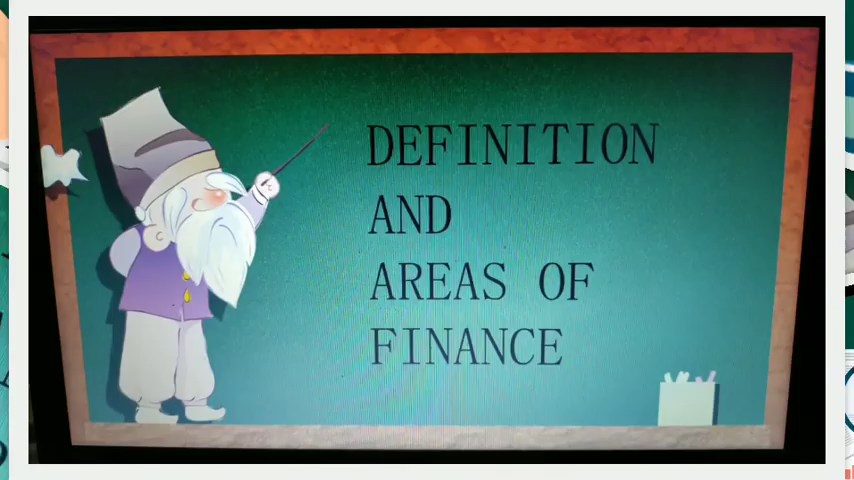 DEFINITION
AND
AREAS OF
FINANCE